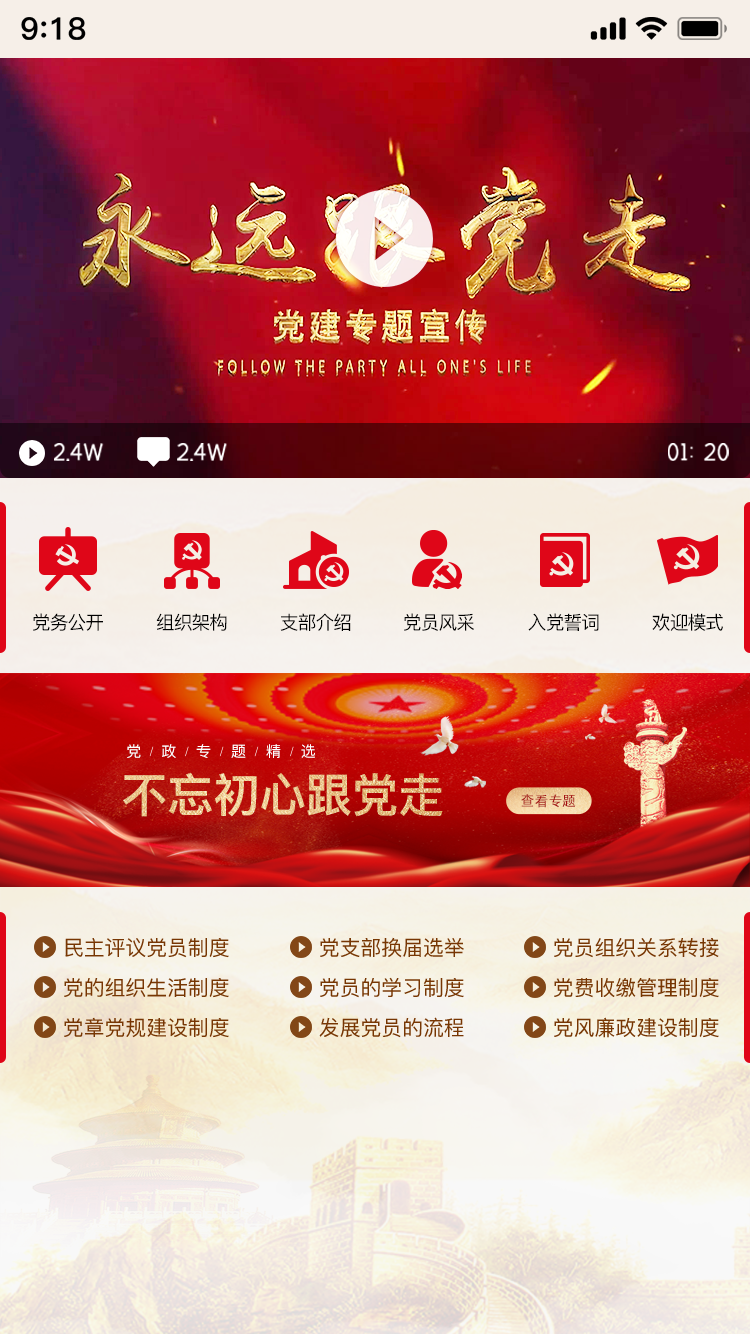 9:18
永远跟党走
党建专题宣传
FOLLOW THE PARTY ALL ONE'S LIFE
2.4W 2.4W 01: 20
党务公开 组织架构 支部介绍 党员风采 入党誓词 欢迎模式
党/政/专/题/精/选
不忘初心跟党走
查看专题
民主评议党员制度 党支部换届选举 党员组织关系转接
党的组织生活制度 党员的学习制度 党费收缴管理制度
党章党规建设制度 发展党员的流程 党风廉政建设制度